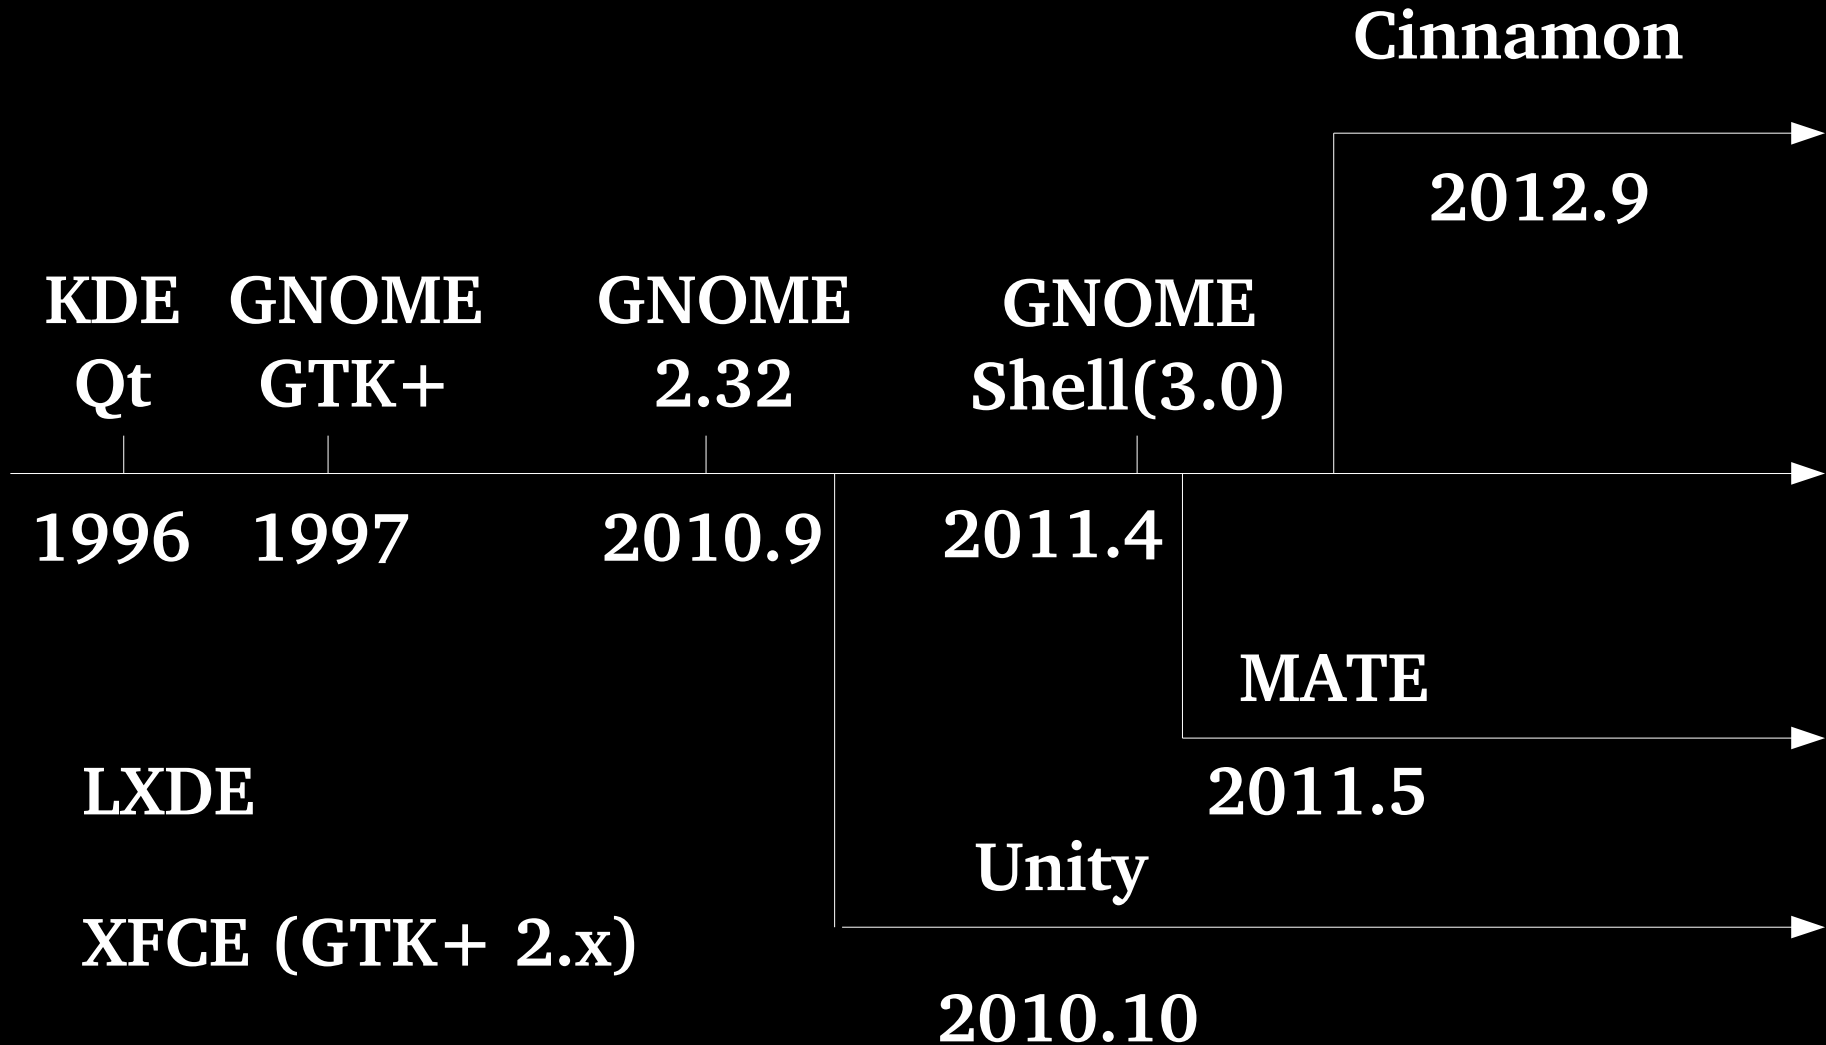 Cinnamon
2012.9
KDE
Qt
GNOME
GTK+
GNOME
2.32
GNOME
Shell(3.0)
1996
1997
2010.9
2011.4
MATE
2011.5
LXDE
Unity
XFCE (GTK+ 2.x)
2010.10